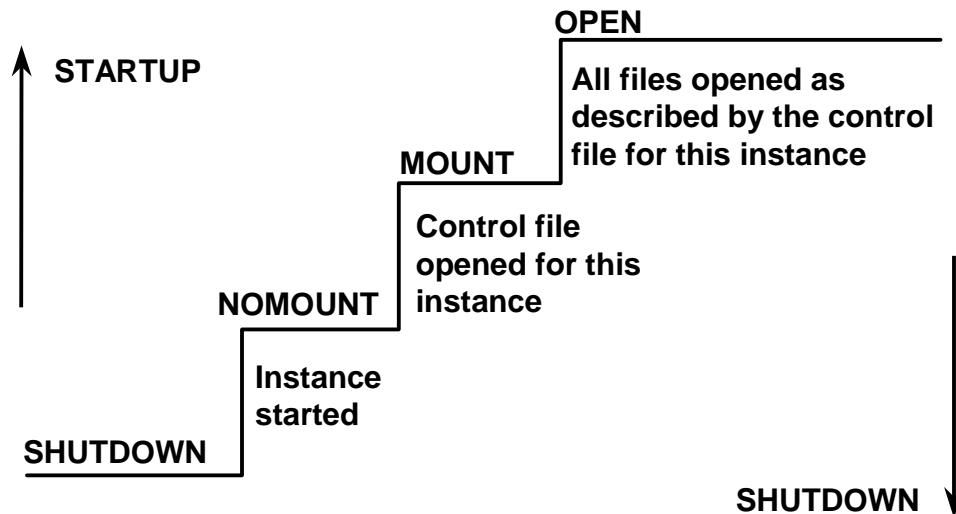 OPEN
STARTUP
All files opened as
described by the control
file for this instance
MOUNT
Control file
opened for this
instance
NOMOUNT
Instance
started
SHUTDOWN
SHUTDOWN